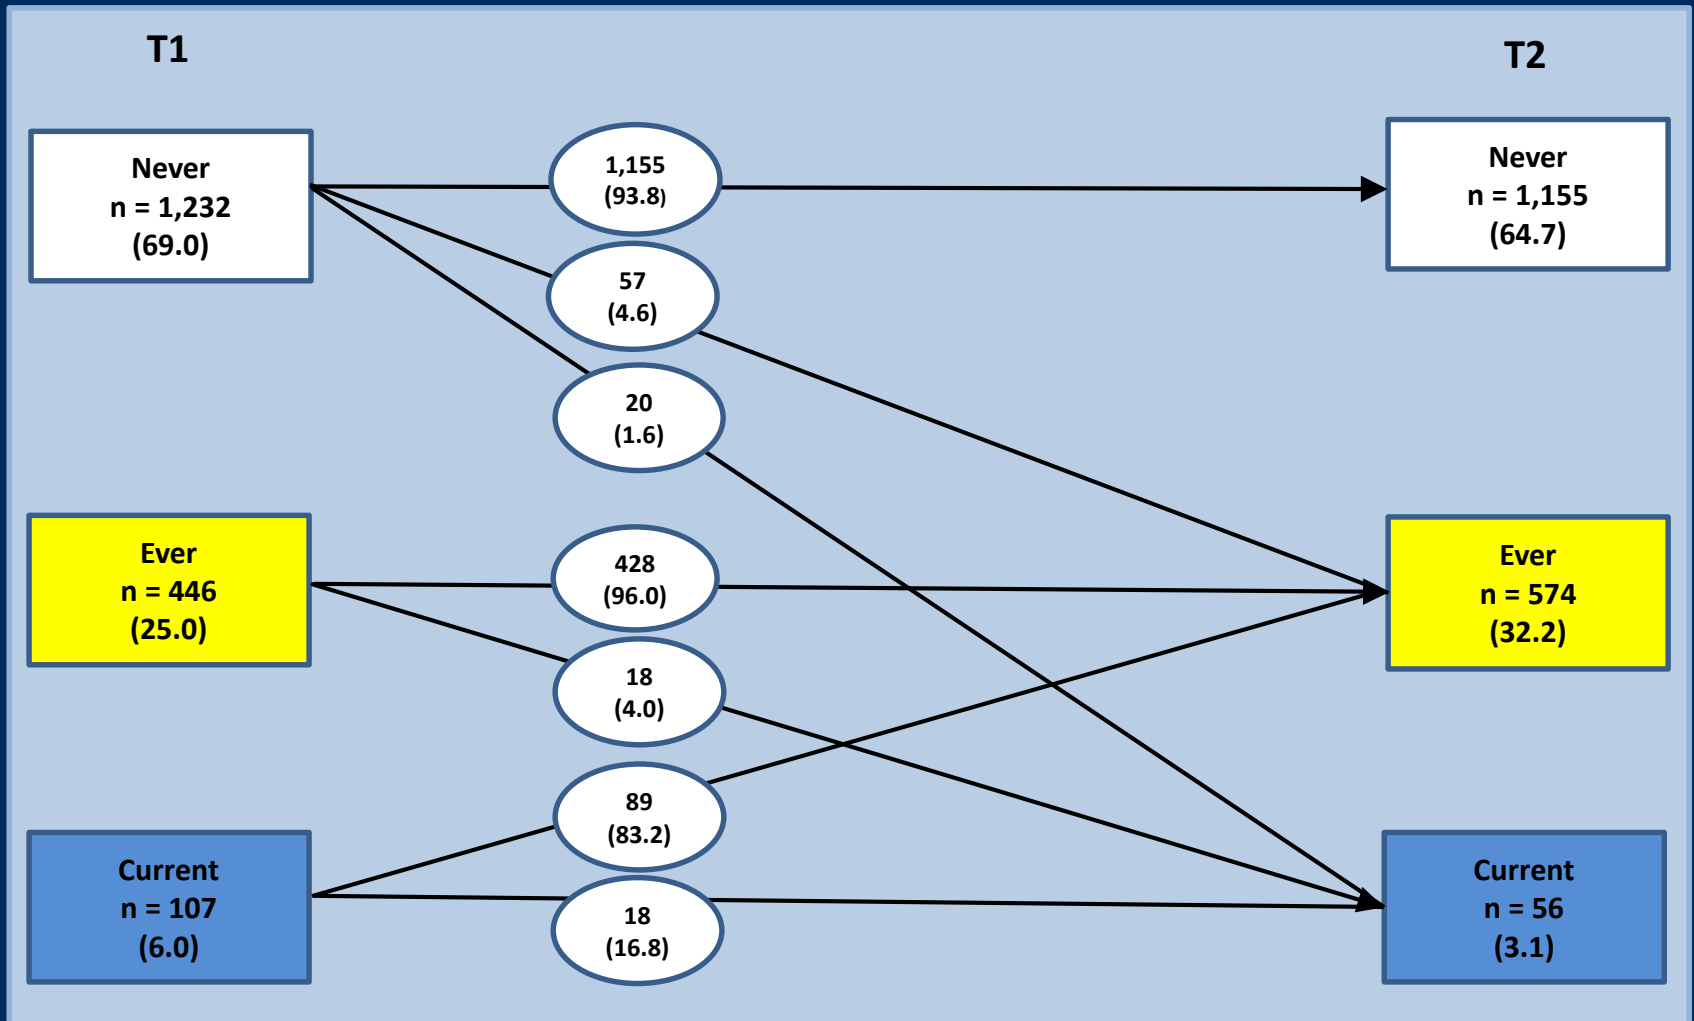 T1
T2
Never
n = 1,232
(69.0)
1,155
(93.8)
57
(4.6)
20
(1.6)
Never
n = 1,155
(64.7)
Ever
n = 446
(25.0)
428
(96.0)
18
(4.0)
Ever
n = 574
(32.2)
Current
n = 107
(6.0)
89
(83.2)
18
(16.8)
Current
n = 56
(3.1)